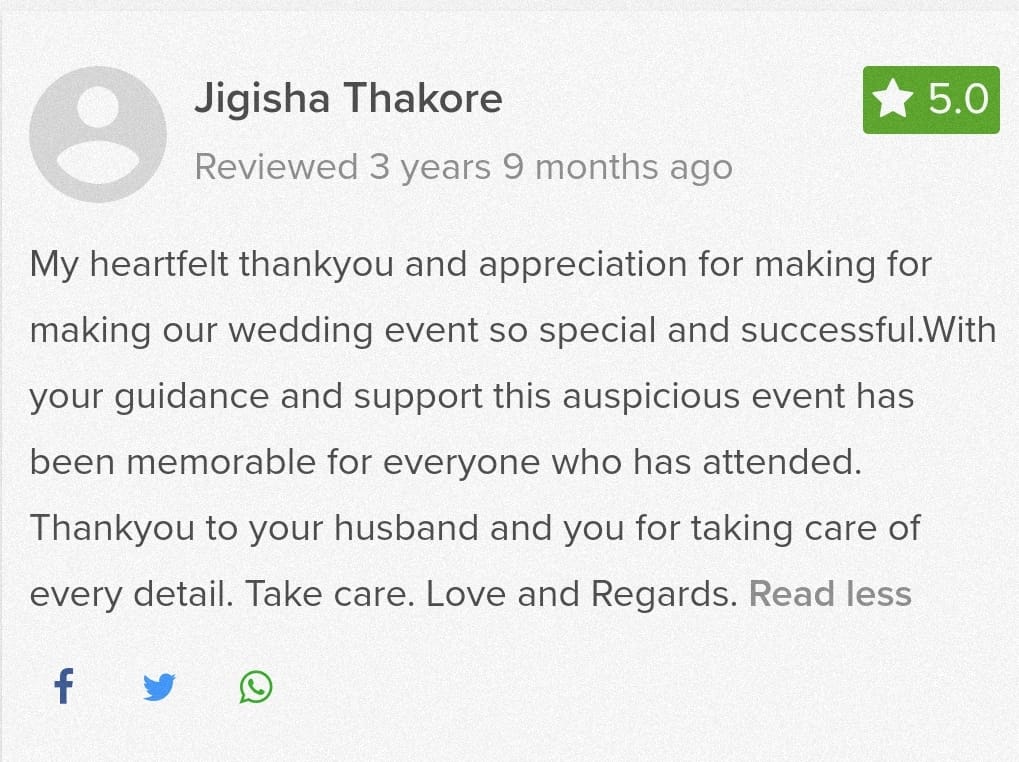 Jigisha Thakore
5.0
Reviewed 3 years 9 months ago
My heartfelt thankyou and appreciation for making for
making our wedding event so special and successful.With
your guidance and support this auspicious event has
been memorable for everyone who has attended.
Thankyou to your husband and you for taking care of
every detail. Take care. Love and Regards. Read less